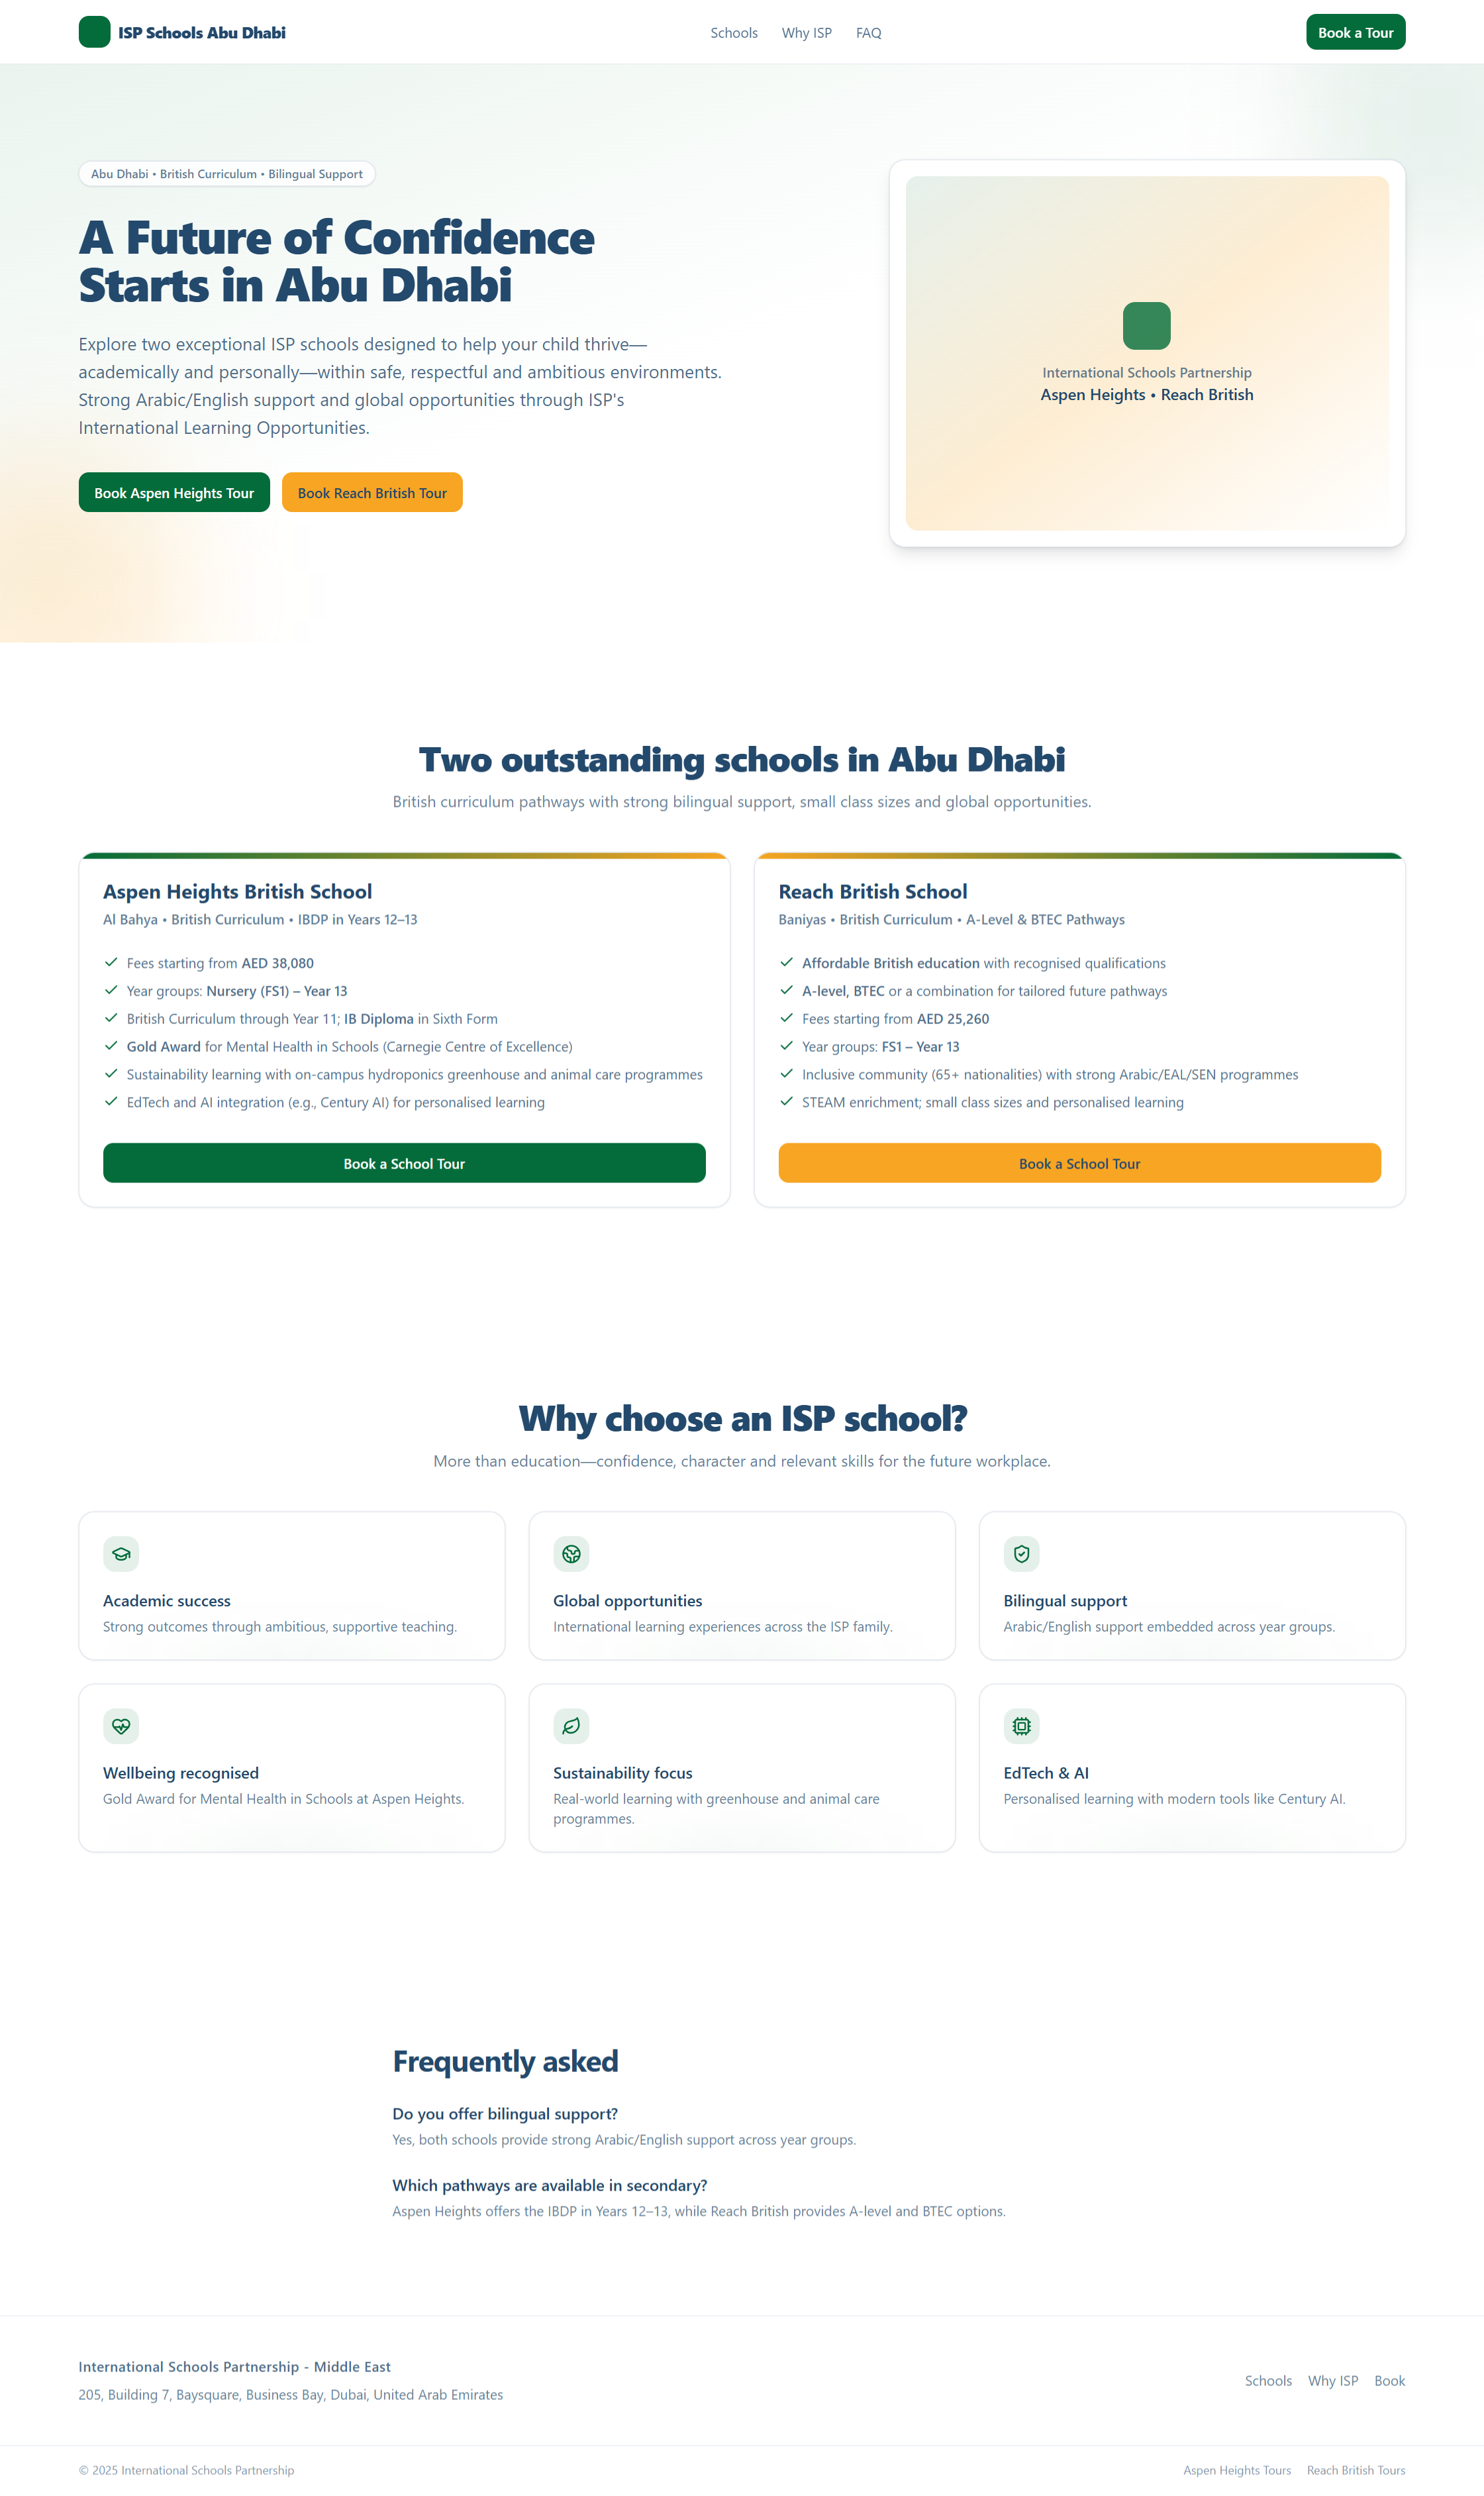 ISP Schools Abu Dhabi
Schools
Why ISP
FAQ
Book a Tour
Abu Dhabi • British Curriculum • Bilingual Support
A Future of Confidence
Starts in Abu Dhabi
Explore two exceptional ISP schools designed to help your child thrive—
academically and personally—within safe, respectful and ambitious environments.
Strong Arabic/English support and global opportunities through ISP's
International Learning Opportunities.
Book Aspen Heights Tour
Book Reach British Tour
International Schools Partnership
Aspen Heights • Reach British
Two outstanding schools in Abu Dhabi
British curriculum pathways with strong bilingual support, small class sizes and global opportunities.
Aspen Heights British School
Al Bahya • British Curriculum • IBDP in Years 12–13
Fees starting from AED 38,080
Year groups: Nursery (FS1) – Year 13
British Curriculum through Year 11; IB Diploma in Sixth Form
Gold Award for Mental Health in Schools (Carnegie Centre of Excellence)
Sustainability learning with on-campus hydroponics greenhouse and animal care programmes
EdTech and AI integration (e.g., Century AI) for personalised learning
Book a School Tour
Reach British School
Baniyas • British Curriculum • A-Level & BTEC Pathways
Affordable British education with recognised qualifications
A-level, BTEC or a combination for tailored future pathways
Fees starting from AED 25,260
Year groups: FS1 – Year 13
Inclusive community (65+ nationalities) with strong Arabic/EAL/SEN programmes
STEAM enrichment; small class sizes and personalised learning
Book a School Tour
Why choose an ISP school?
More than education—confidence, character and relevant skills for the future workplace.
Academic success
Strong outcomes through ambitious, supportive teaching.
Global opportunities
International learning experiences across the ISP family.
Bilingual support
Arabic/English support embedded across year groups.
Wellbeing recognised
Gold Award for Mental Health in Schools at Aspen Heights.
Sustainability focus
Real-world learning with greenhouse and animal care
programmes.
EdTech & AI
Personalised learning with modern tools like Century AI.
Frequently asked
Do you offer bilingual support?
Yes, both schools provide strong Arabic/English support across year groups.
Which pathways are available in secondary?
Aspen Heights offers the IBDP in Years 12–13, while Reach British provides A-level and BTEC options.
International Schools Partnership - Middle East
205, Building 7, Baysquare, Business Bay, Dubai, United Arab Emirates
Schools
Why ISP
Book
© 2025 International Schools Partnership
Aspen Heights Tours
Reach British Tours